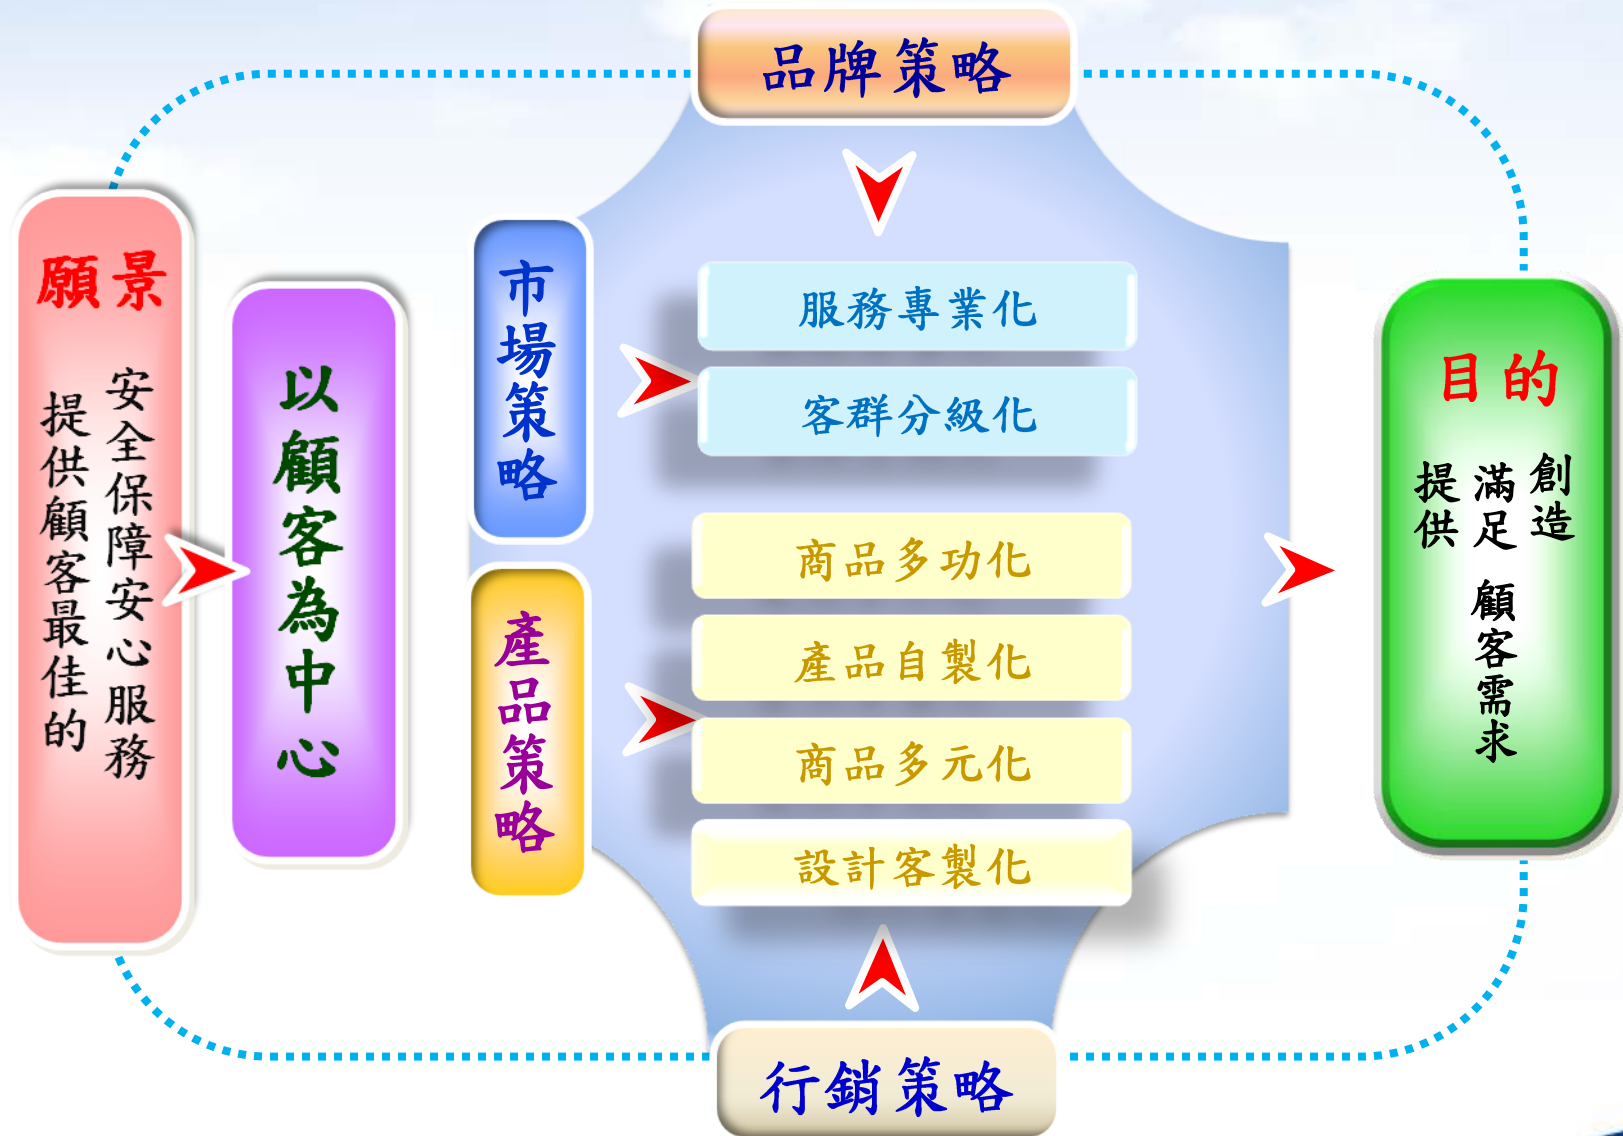 品牌策略
願景
提供顧客最佳的
安全保障安心服務
以顧客為中心
市場策略
服務專業化
客群分級化
產品策略
商品多功化
產品自製化
商品多元化
設計客製化
行銷策略
目的
創造
滿足
提供
顧客需求